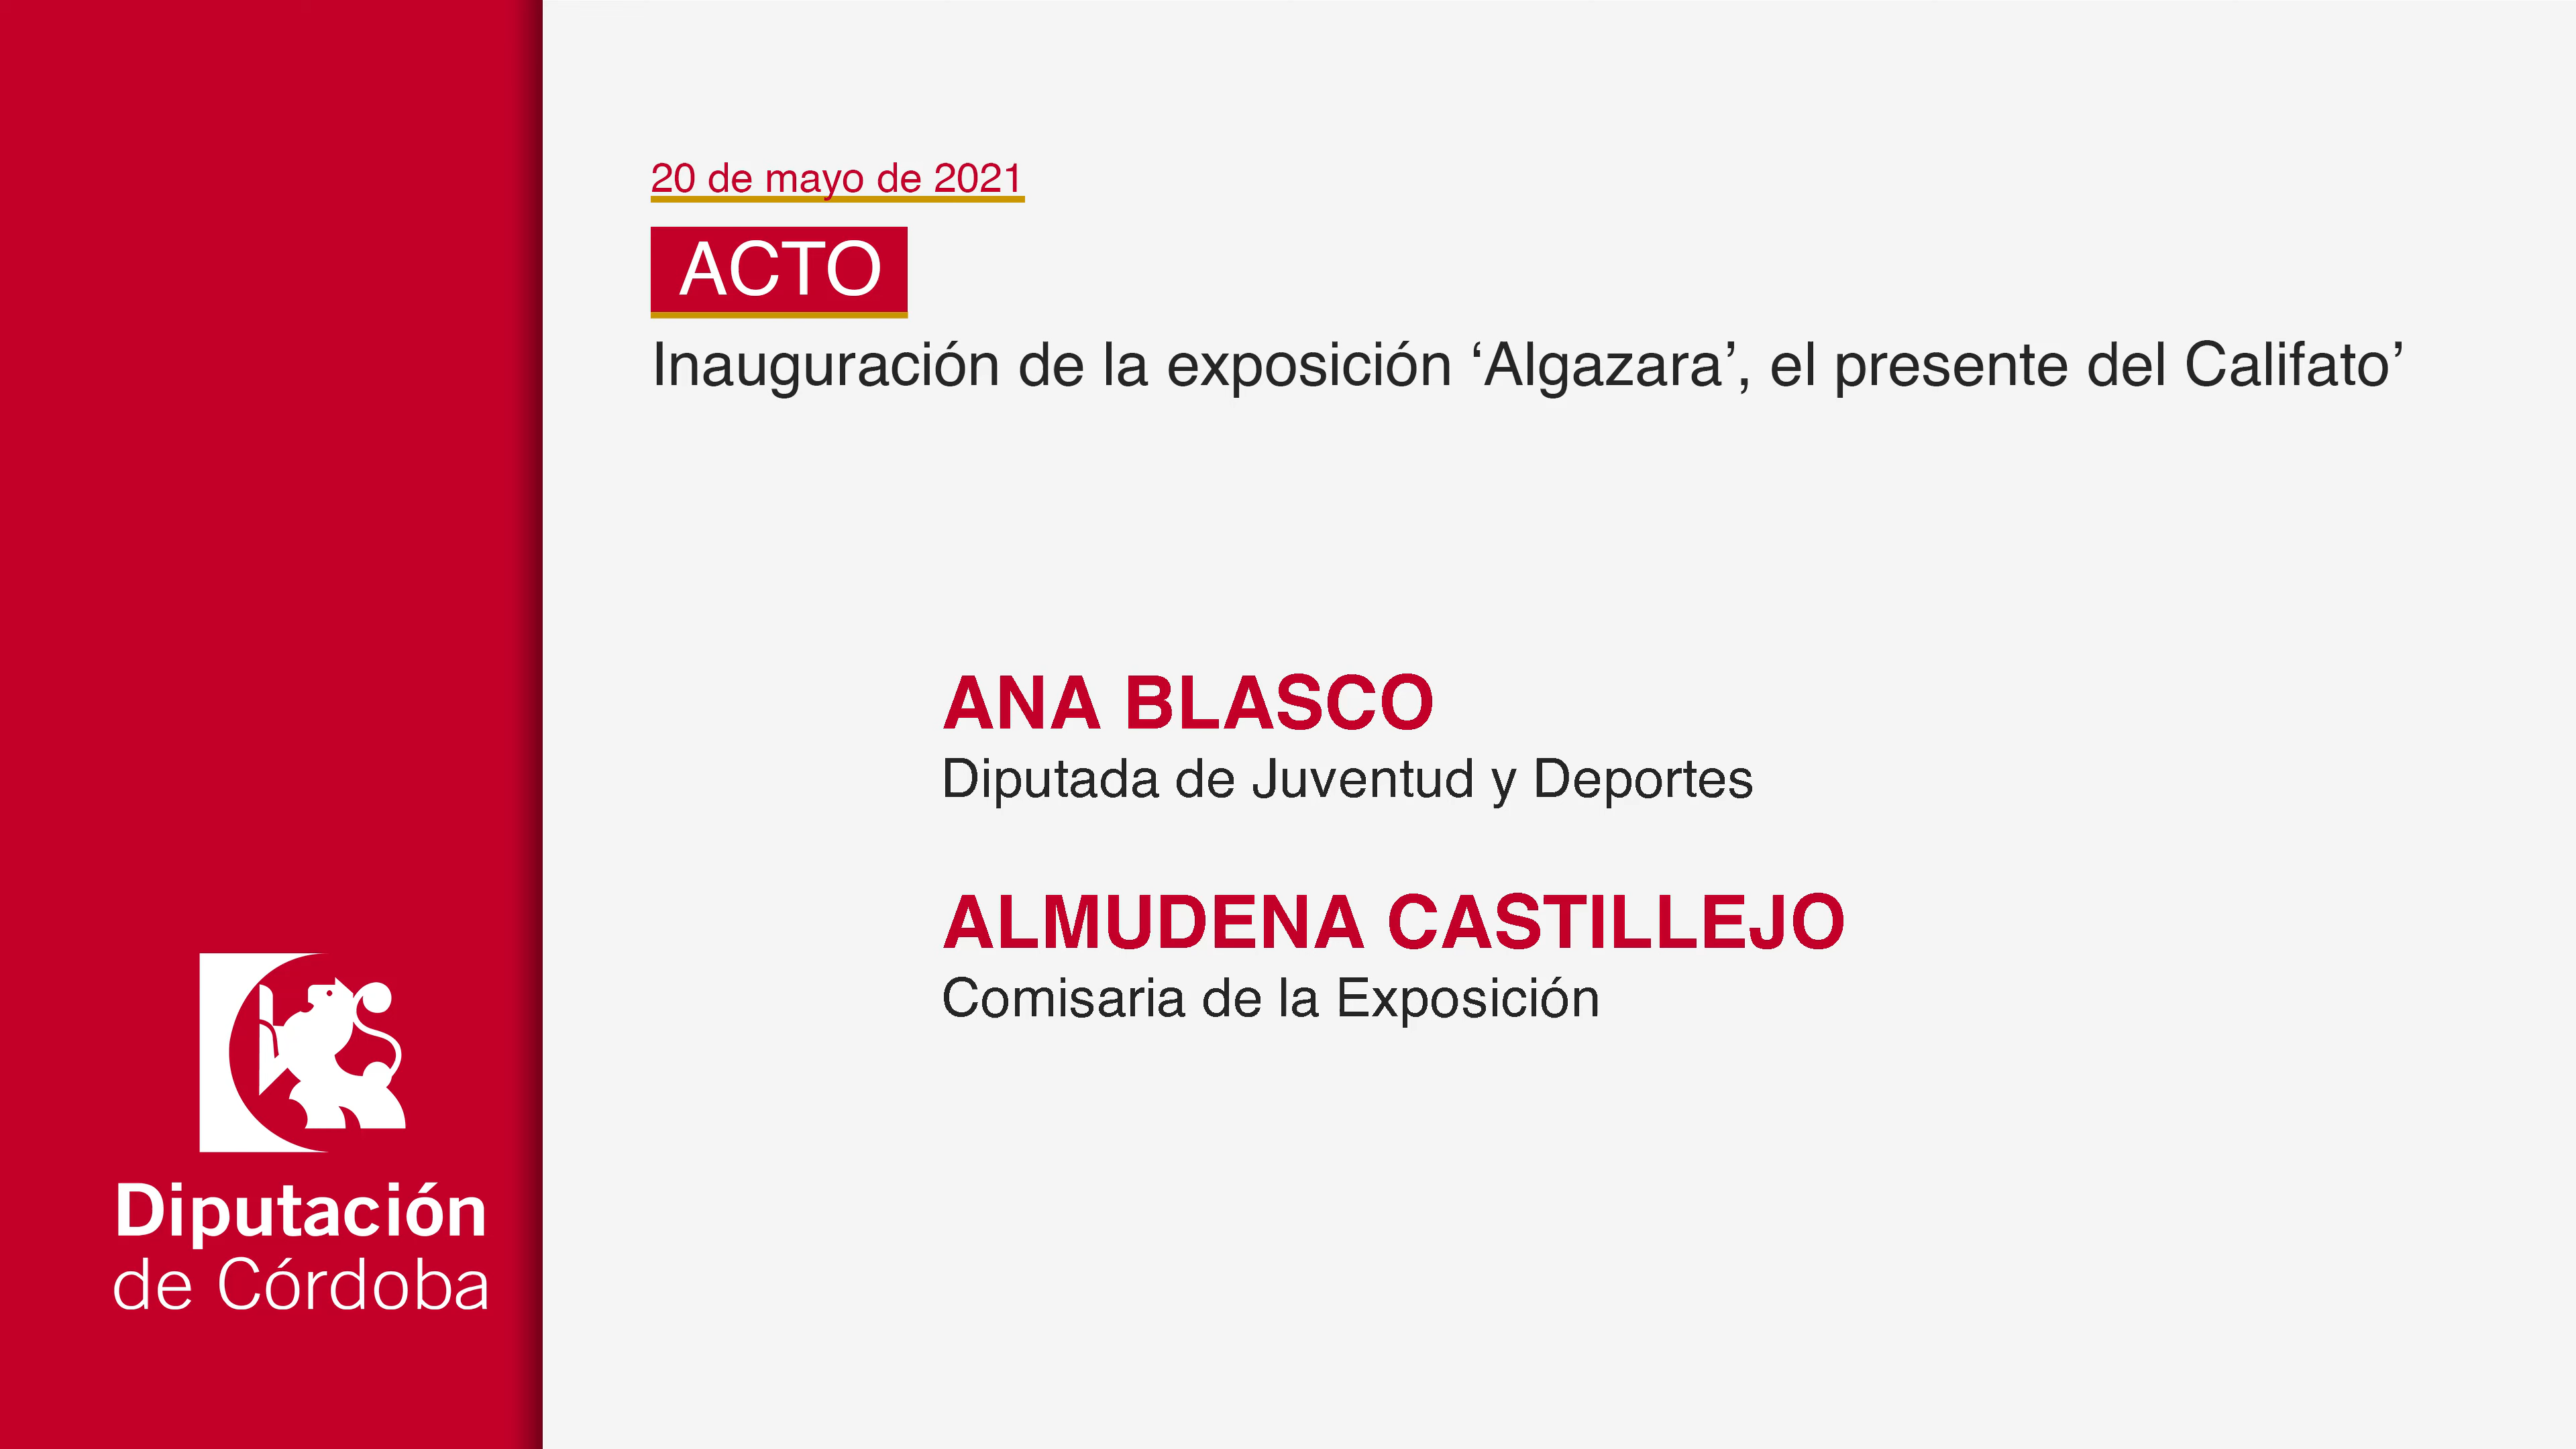 20 de mayo de 2021
ACTO
Inauguración de la exposición ‘Algazara’, el presente del Califato’
ANA BLASCO
Diputada de Juventud y Deportes
ALMUDENA CASTILLEJO
Comisaria de la Exposición
Diputación
de Córdoba